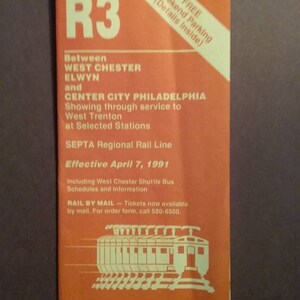 R3
FREE
Weekend Parking
(Details Inside)
Between
WEST CHESTER
ELWYN
and
CENTER CITY PHILADELPHIA
Showing through service to
West Trenton
at Selected Stations
SEPTA Regional Rail Line
Effective April 7, 1991
Including West Chester Shuttle Bus
Schedules and Information
RAIL BY MAIL — Tickets now available
by mail. For order form, call 580-6500.